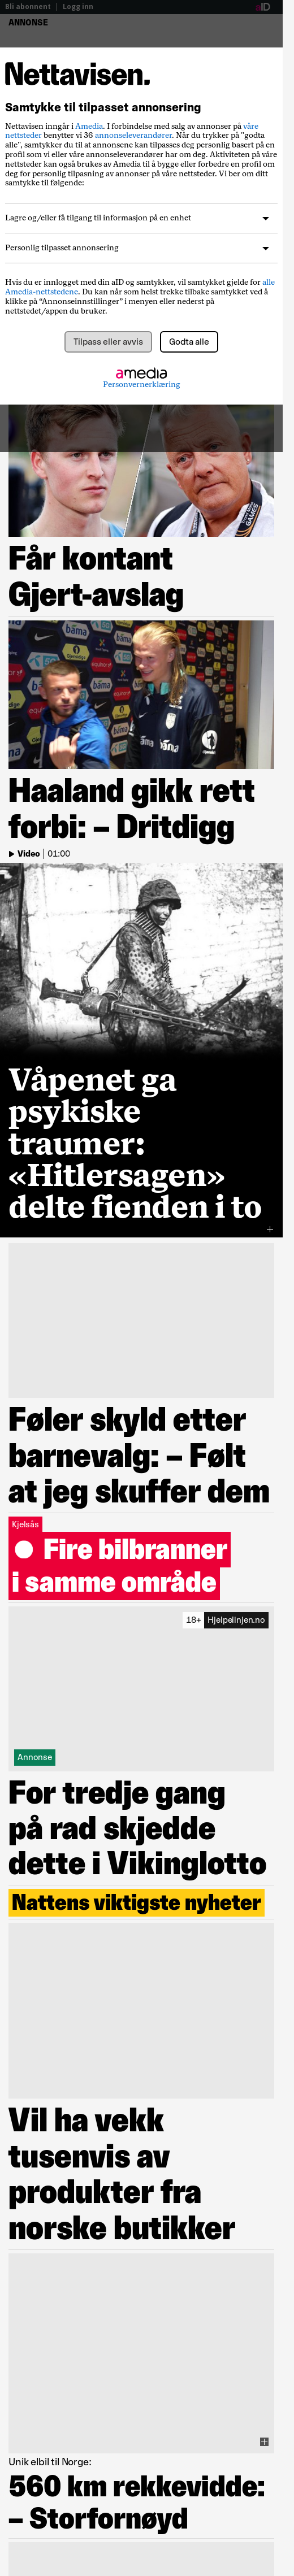 Bli abonnent | Logg inn
aID
ANNONSE
Nettavisen.
Samtykke til tilpasset annonsering
Nettavisen inngår i Amedia. I forbindelse med salg av annonser på våre
nettsteder benytter vi 36 annonseleverandører. Når du trykker på "godta
alle", samtykker du til at annonsene kan tilpasses deg personlig basert på en
profil som vi eller våre annonseleverandører har om deg. Aktiviteten på våre
nettsteder kan også brukes av Amedia til å bygge eller forbedre en profil om
deg for personlig tilpasning av annonser på våre nettsteder. Vi ber om ditt
samtykke til følgende:
Lagre og/eller få tilgang til informasjon på en enhet
Personlig tilpasset annonsering
Hvis du er innlogget med din aID og samtykker, vil samtykket gjelde for alle
Amedia-nettstedene. Du kan når som helst trekke tilbake samtykket ved å
klikke på “Annonseinnstillinger” i menyen eller nederst på
nettstedet/appen du bruker.
Tilpass eller avvis
Godta alle
amedia
Personvernerklæring
Får kontant
Gjert-avslag
Haaland gikk rett
forbi: – Dritdigg
Video | 01:00
Våpenet ga
psykiske
traumer:
«Hitlersagen»
delte fienden i to
Føler skyld etter
barnevalg: – Følt
at jeg skuffer dem
Kjelsås
Fire bilbranner
i samme område
18+ Hjelpelinjen.no
Annonse
For tredje gang
på rad skjedde
dette i Vikinglotto
Nattens viktigste nyheter
Vil ha vekk
tusenvis av
produkter fra
norske butikker
Unik elbil til Norge:
560 km rekkevidde:
– Storfornøyd